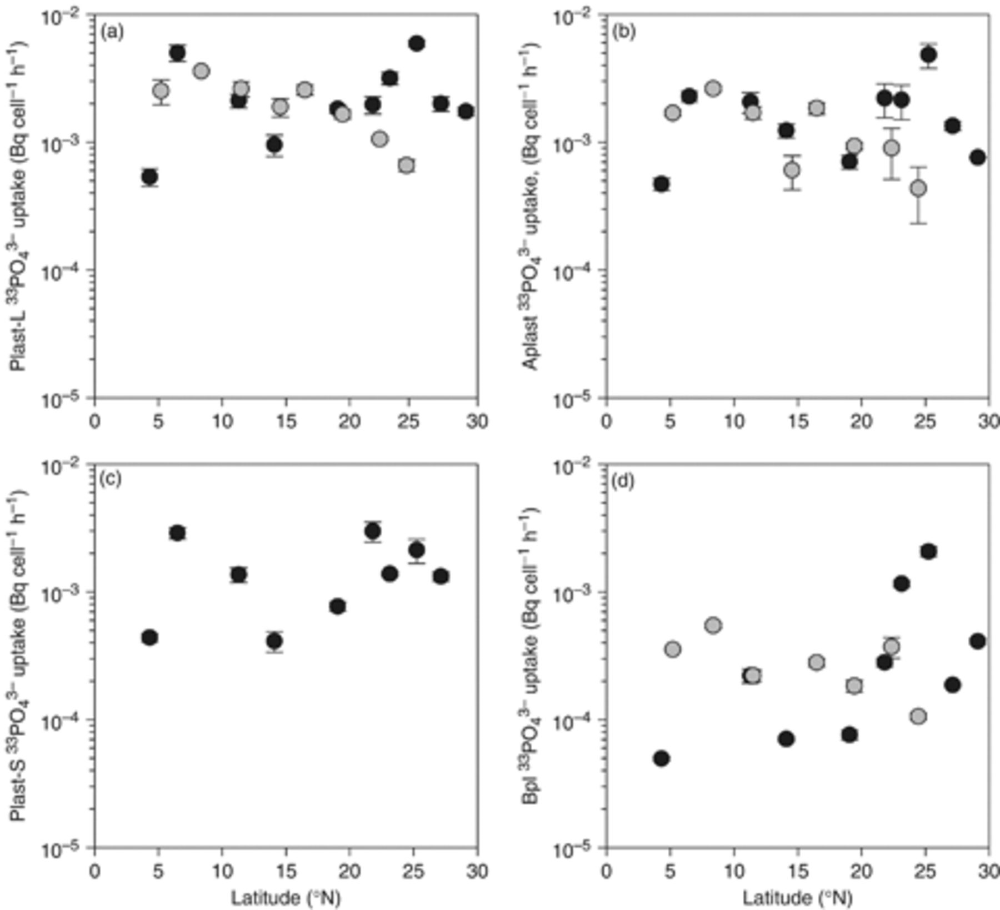 (a)
Plast-L ³³PO₄³⁻ uptake (Bq cell⁻¹ h⁻¹)
10⁻²
10⁻³
10⁻⁴
10⁻⁵
0 5 10 15 20 25 30
(b)
Aplast ³³PO₄³⁻ uptake, (Bq cell⁻¹ h⁻¹)
10⁻²
10⁻³
10⁻⁴
10⁻⁵
0 5 10 15 20 25 30
(c)
Plast-S ³³PO₄³⁻ uptake (Bq cell⁻¹ h⁻¹)
10⁻²
10⁻³
10⁻⁴
10⁻⁵
0 5 10 15 20 25 30
Latitude (°N)
(d)
Bpl ³³PO₄³⁻ uptake (Bq cell⁻¹ h⁻¹)
10⁻²
10⁻³
10⁻⁴
10⁻⁵
0 5 10 15 20 25 30
Latitude (°N)